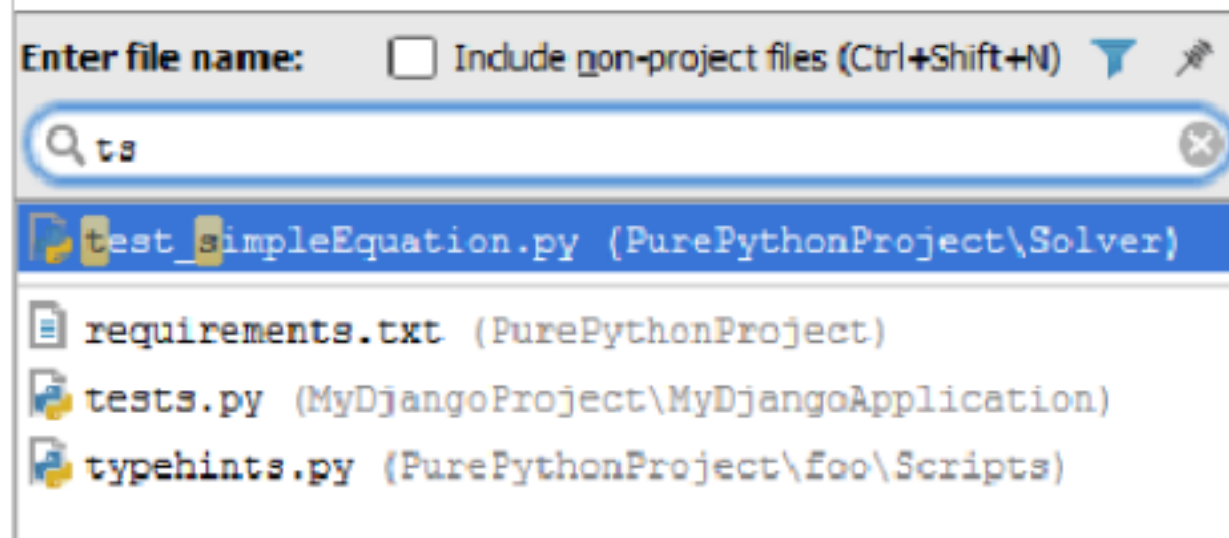 Enter file name: Include non-project files (Ctrl+Shift+N)
ts
test_simpleEquation.py (PurePythonProject\Solver)
requirements.txt (PurePythonProject)
tests.py (MyDjangoProject\MyDjangoApplication)
typehints.py (PurePythonProject\foo\Scripts)